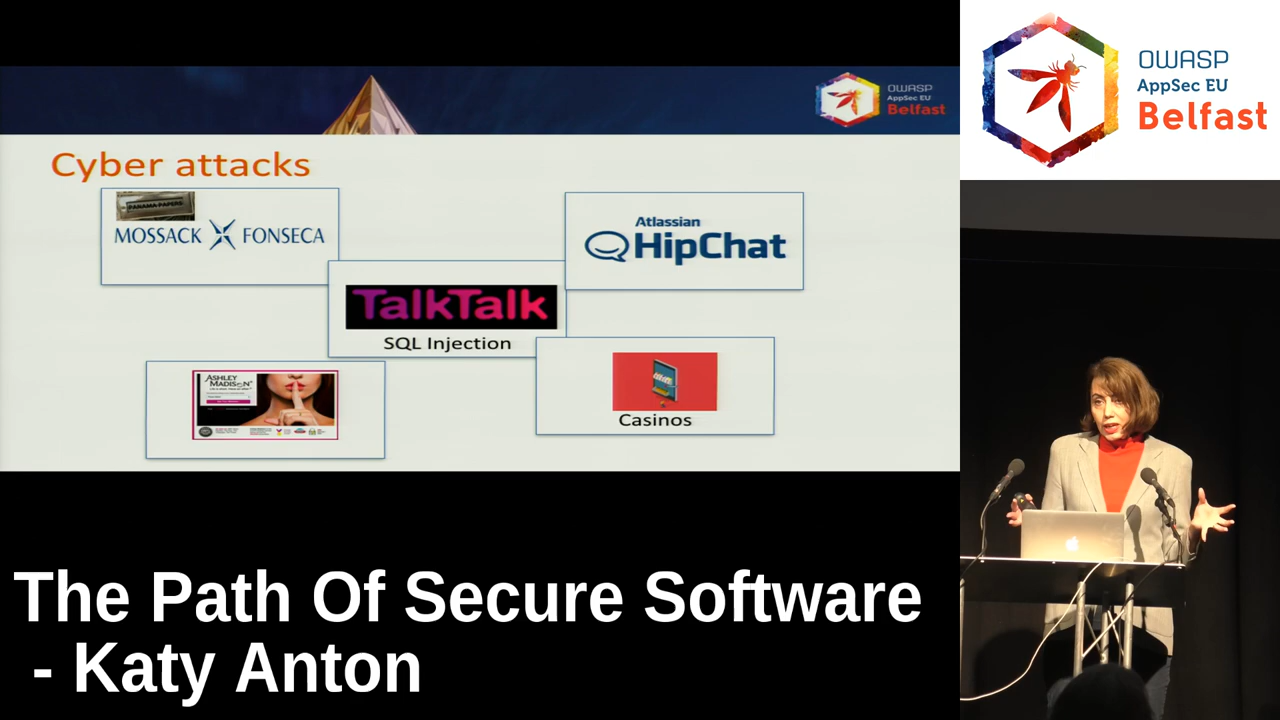 OWASP
AppSec EU
Belfast
Cyber attacks
PANAMA PAPERS
MOSSACK FONSECA
Atlassian
HipChat
TalkTalk
SQL Injection
ASHLEY
MADISON
Casinos
OWASP
AppSec EU
Belfast
The Path Of Secure Software
- Katy Anton